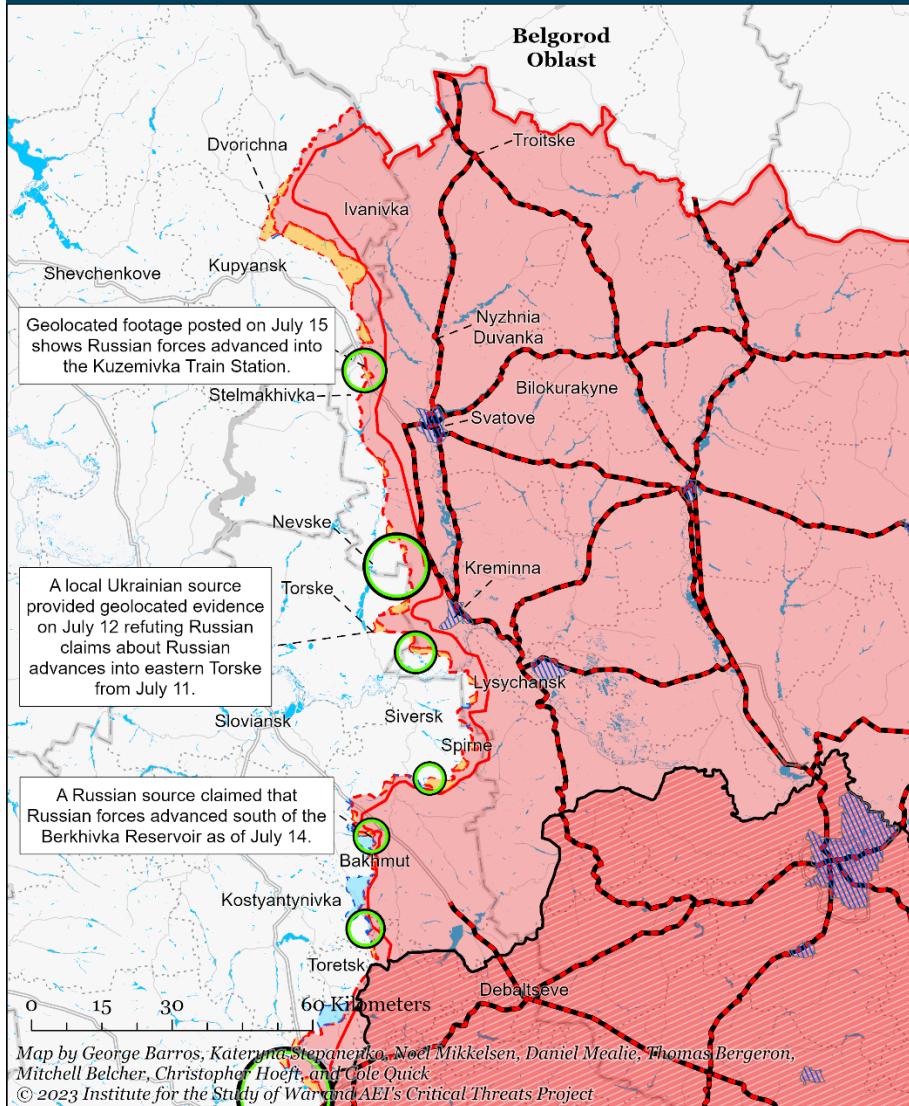 Belgorod
Oblast
Troitske
Dvorichna
Ivanivka
Kupyansk
Shevchenkove
Geolocated footage posted on July 15
shows Russian forces advanced into
the Kuzemivka Train Station.
Nyzhnia
Duvanka
Bilokurakyne
Stelmakhivka
Svatove
Nevske
Kreminna
Torske
A local Ukrainian source
provided geolocated evidence
on July 12 refuting Russian
claims about Russian
advances into eastern Torske
from July 11.
Lysychansk
Sloviansk
Siversk
Spirne
A Russian source claimed that
Russian forces advanced south of the
Berkhivka Reservoir as of July 14.
Bakhmut
Kostyantynivka
Toretsk
Debaltseve
0 15 30 60 Kilometers
Map by George Barros, Kateryna Stepanenko, Noel Mikkelsen, Daniel Mealie, Thomas Bergeron,
Mitchell Belcher, Christopher Hoeft, and Cole Quick
© 2023 Institute for the Study of War and AEI's Critical Threats Project